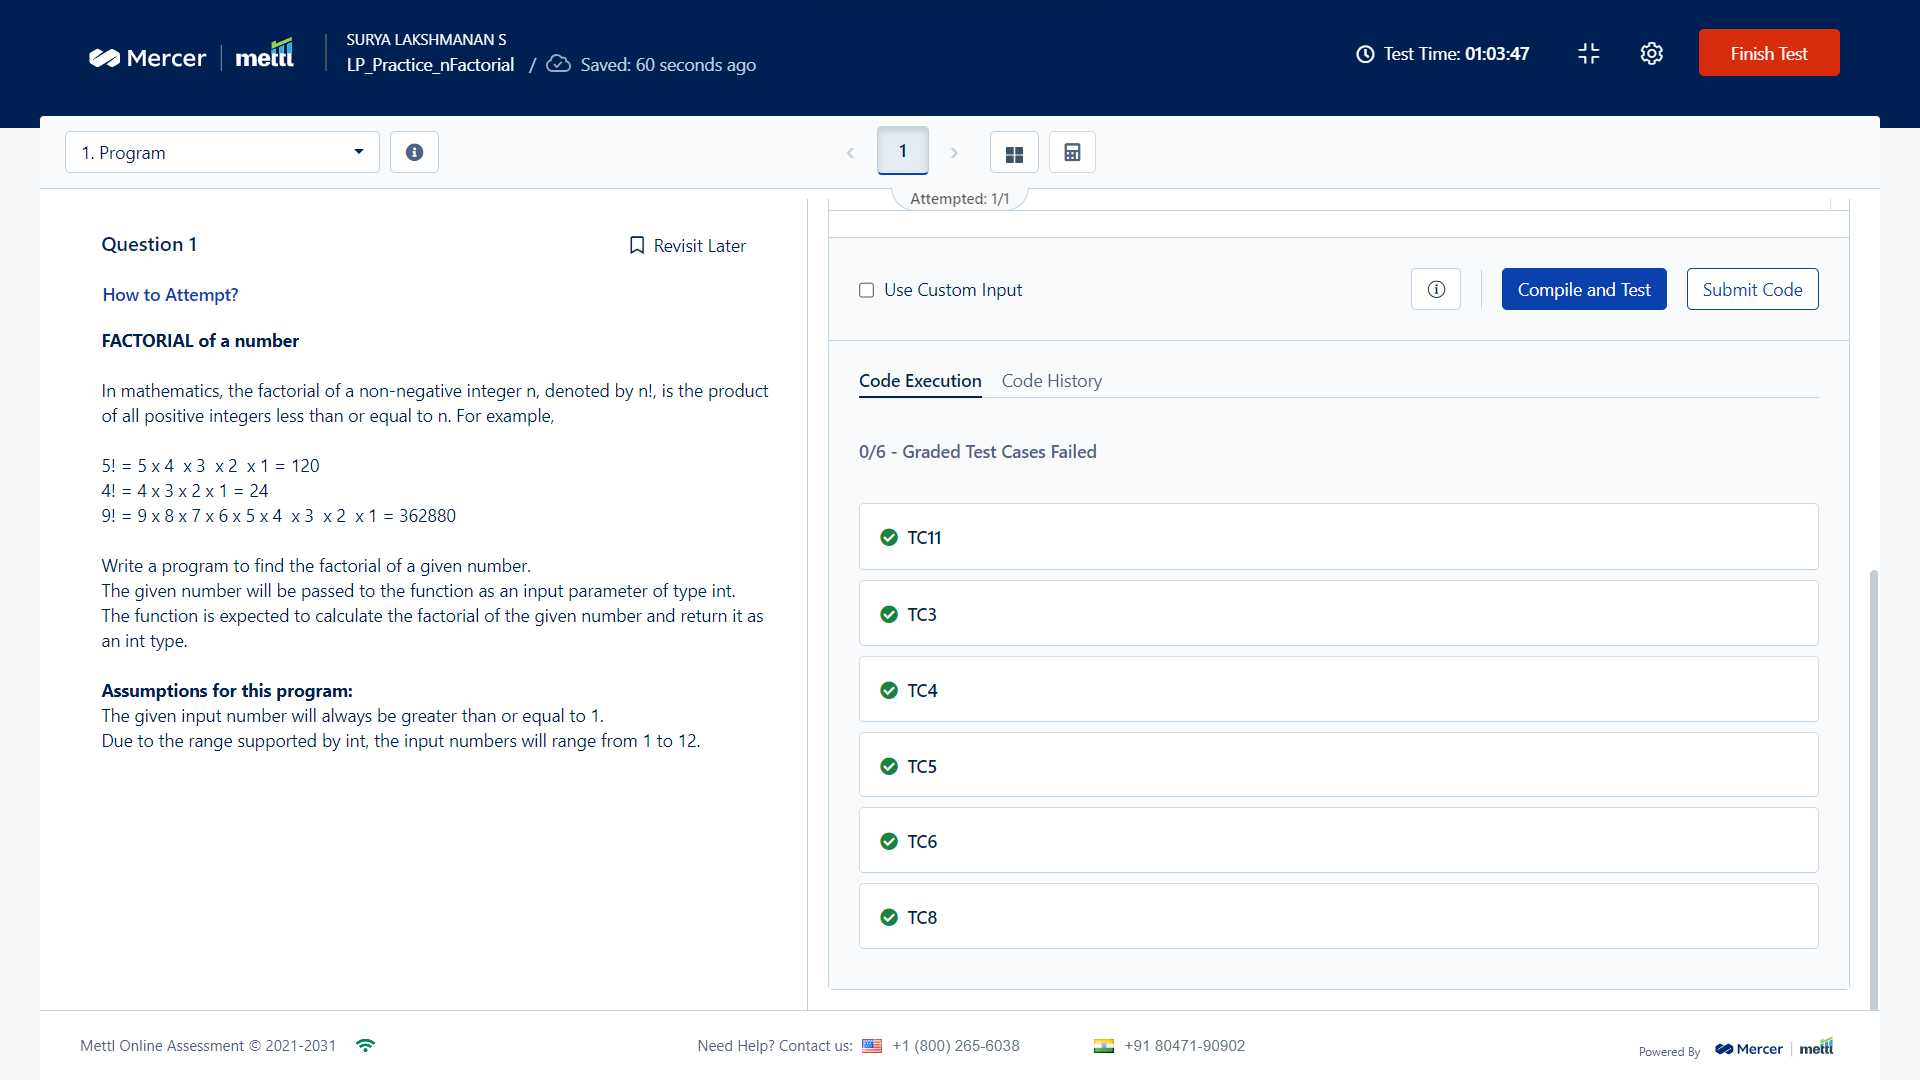 Mercer | mettl
SURYA LAKSHMANAN S
LP_Practice_nFactorial / Saved: 60 seconds ago
Test Time: 01:03:47
Finish Test
1. Program
1
Attempted: 1/1
Question 1
Revisit Later
How to Attempt?
FACTORIAL of a number
In mathematics, the factorial of a non-negative integer n, denoted by n!, is the product
of all positive integers less than or equal to n. For example,
5! = 5 x 4  x 3  x 2  x 1 = 120
4! = 4 x 3 x 2 x 1 = 24
9! = 9 x 8 x 7 x 6 x 5 x 4  x 3  x 2  x 1 = 362880
Write a program to find the factorial of a given number.
The given number will be passed to the function as an input parameter of type int.
The function is expected to calculate the factorial of the given number and return it as
an int type.
Assumptions for this program:
The given input number will always be greater than or equal to 1.
Due to the range supported by int, the input numbers will range from 1 to 12.
Use Custom Input
Compile and Test
Submit Code
Code Execution
Code History
0/6 - Graded Test Cases Failed
TC11
TC3
TC4
TC5
TC6
TC8
Mettl Online Assessment © 2021-2031
Need Help? Contact us: +1 (800) 265-6038
+91 80471-90902
Powered By Mercer | mettl